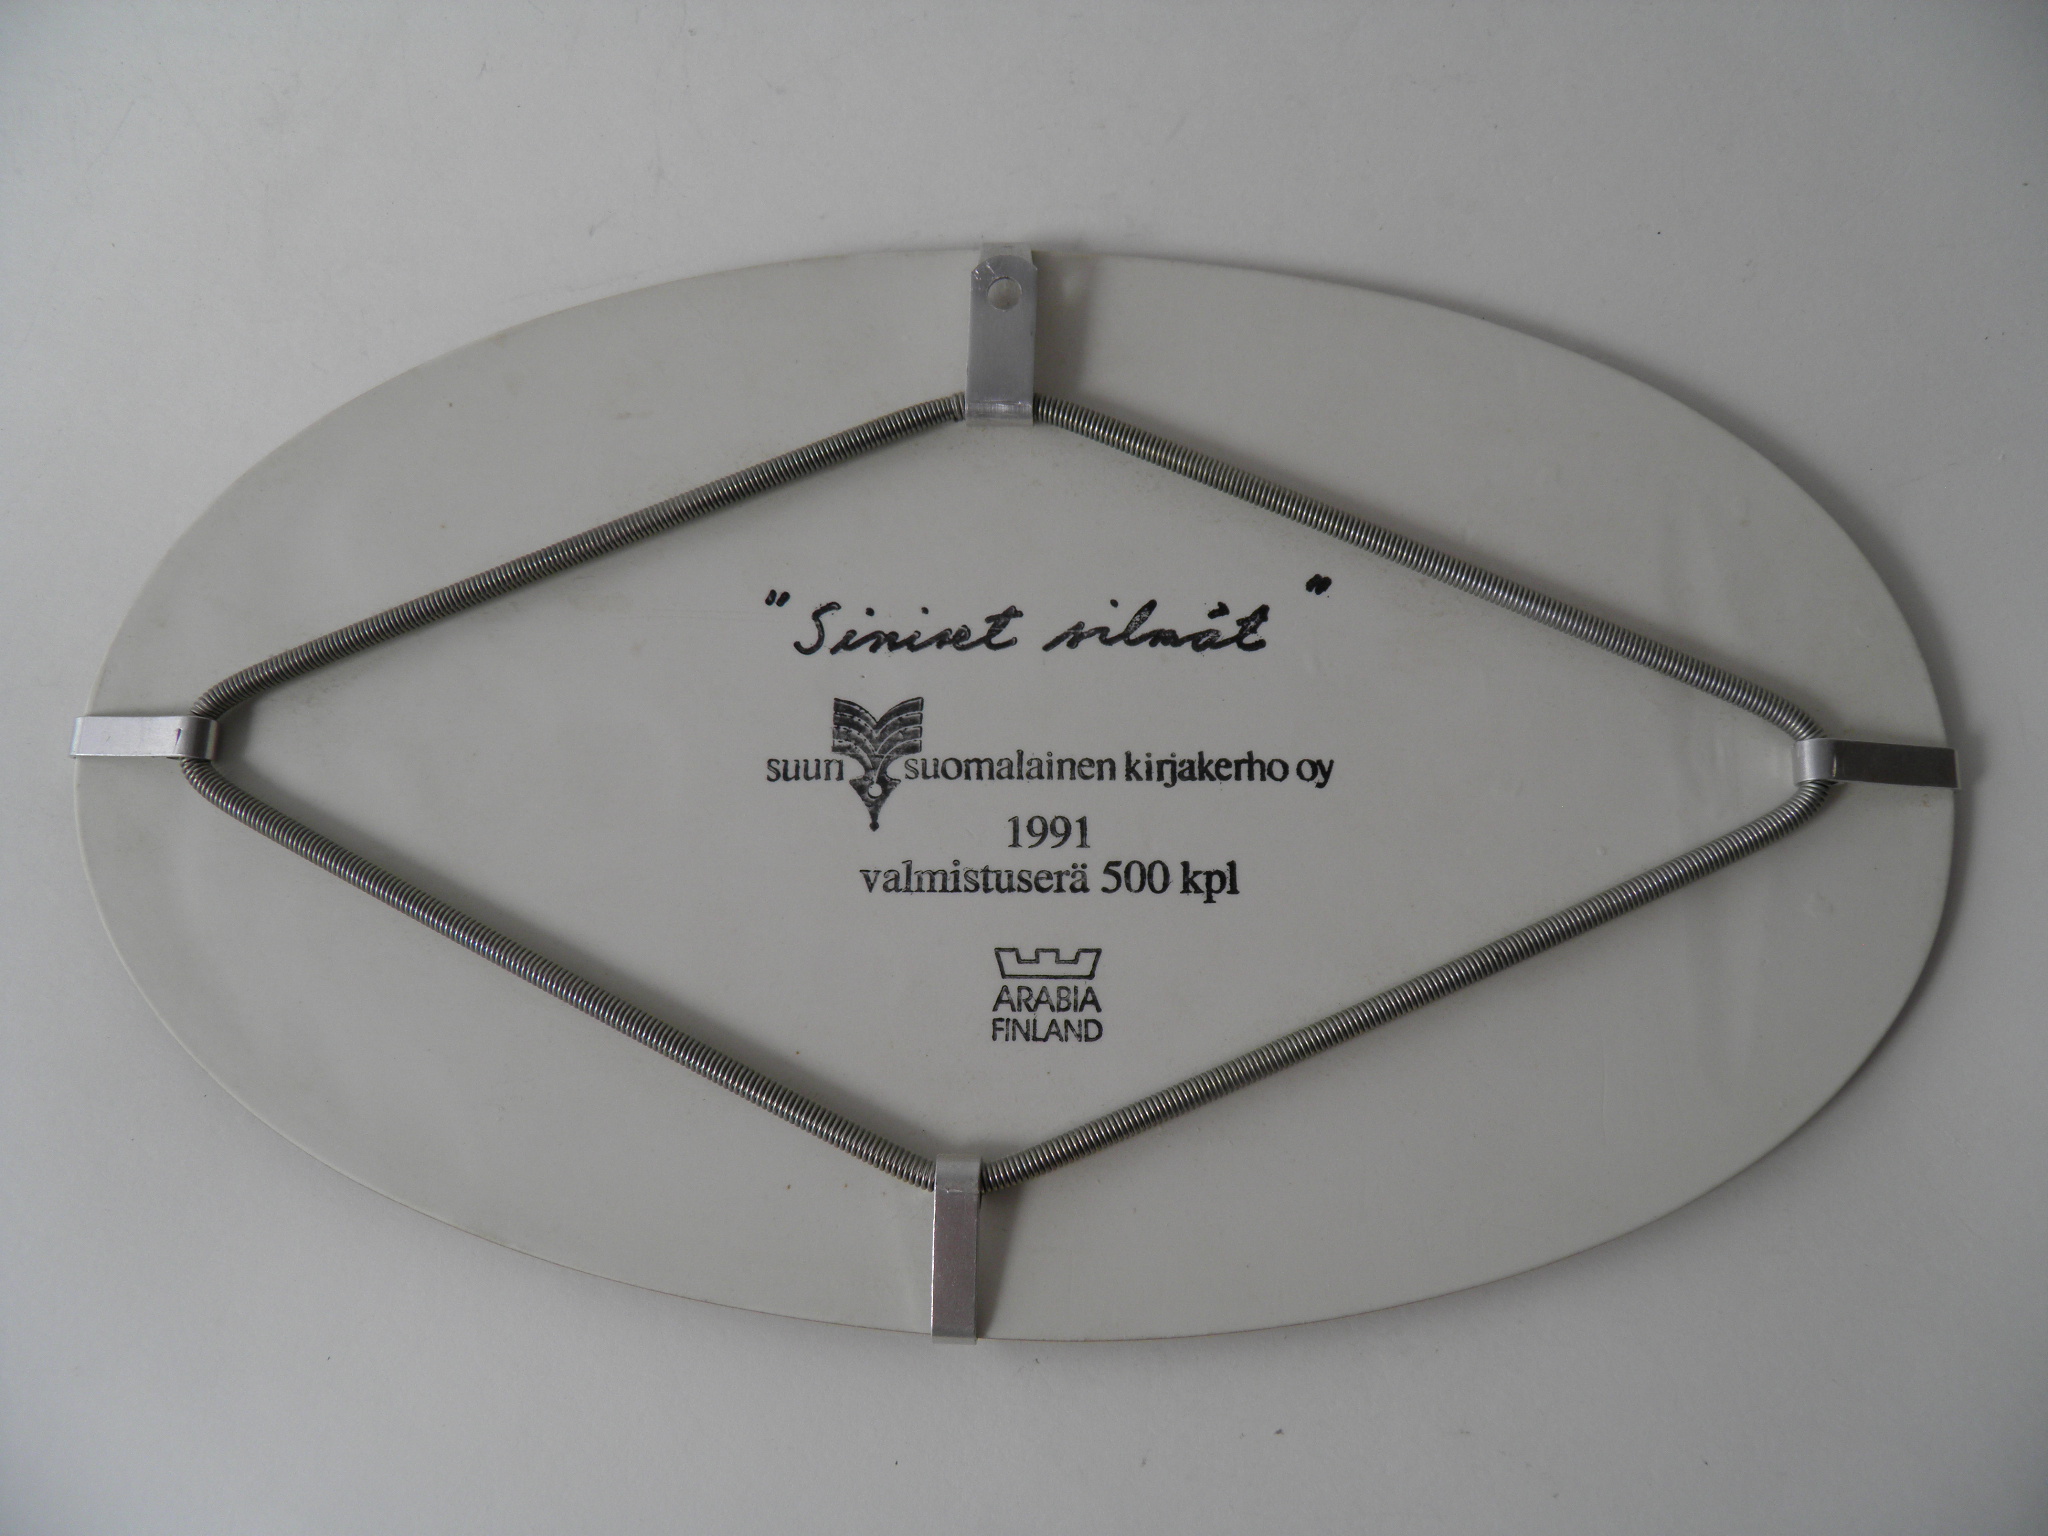 "Siniset silmät"
suuri suomalainen kirjakerho oy
1991
valmistuserä 500 kpl
ARABIA
FINLAND